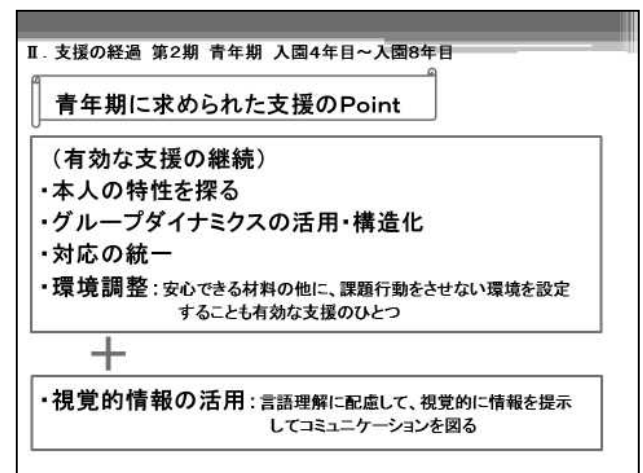 Ⅱ．支援の経過 第2期 青年期 入園4年目～入園8年目
青年期に求められた支援のPoint
（有効な支援の継続）
・本人の特性を探る
・グループダイナミクスの活用・構造化
・対応の統一
・環境調整：安心できる材料の他に、課題行動をさせない環境を設定
することも有効な支援のひとつ
＋
・視覚的情報の活用：言語理解に配慮して、視覚的に情報を提示
してコミュニケーションを図る